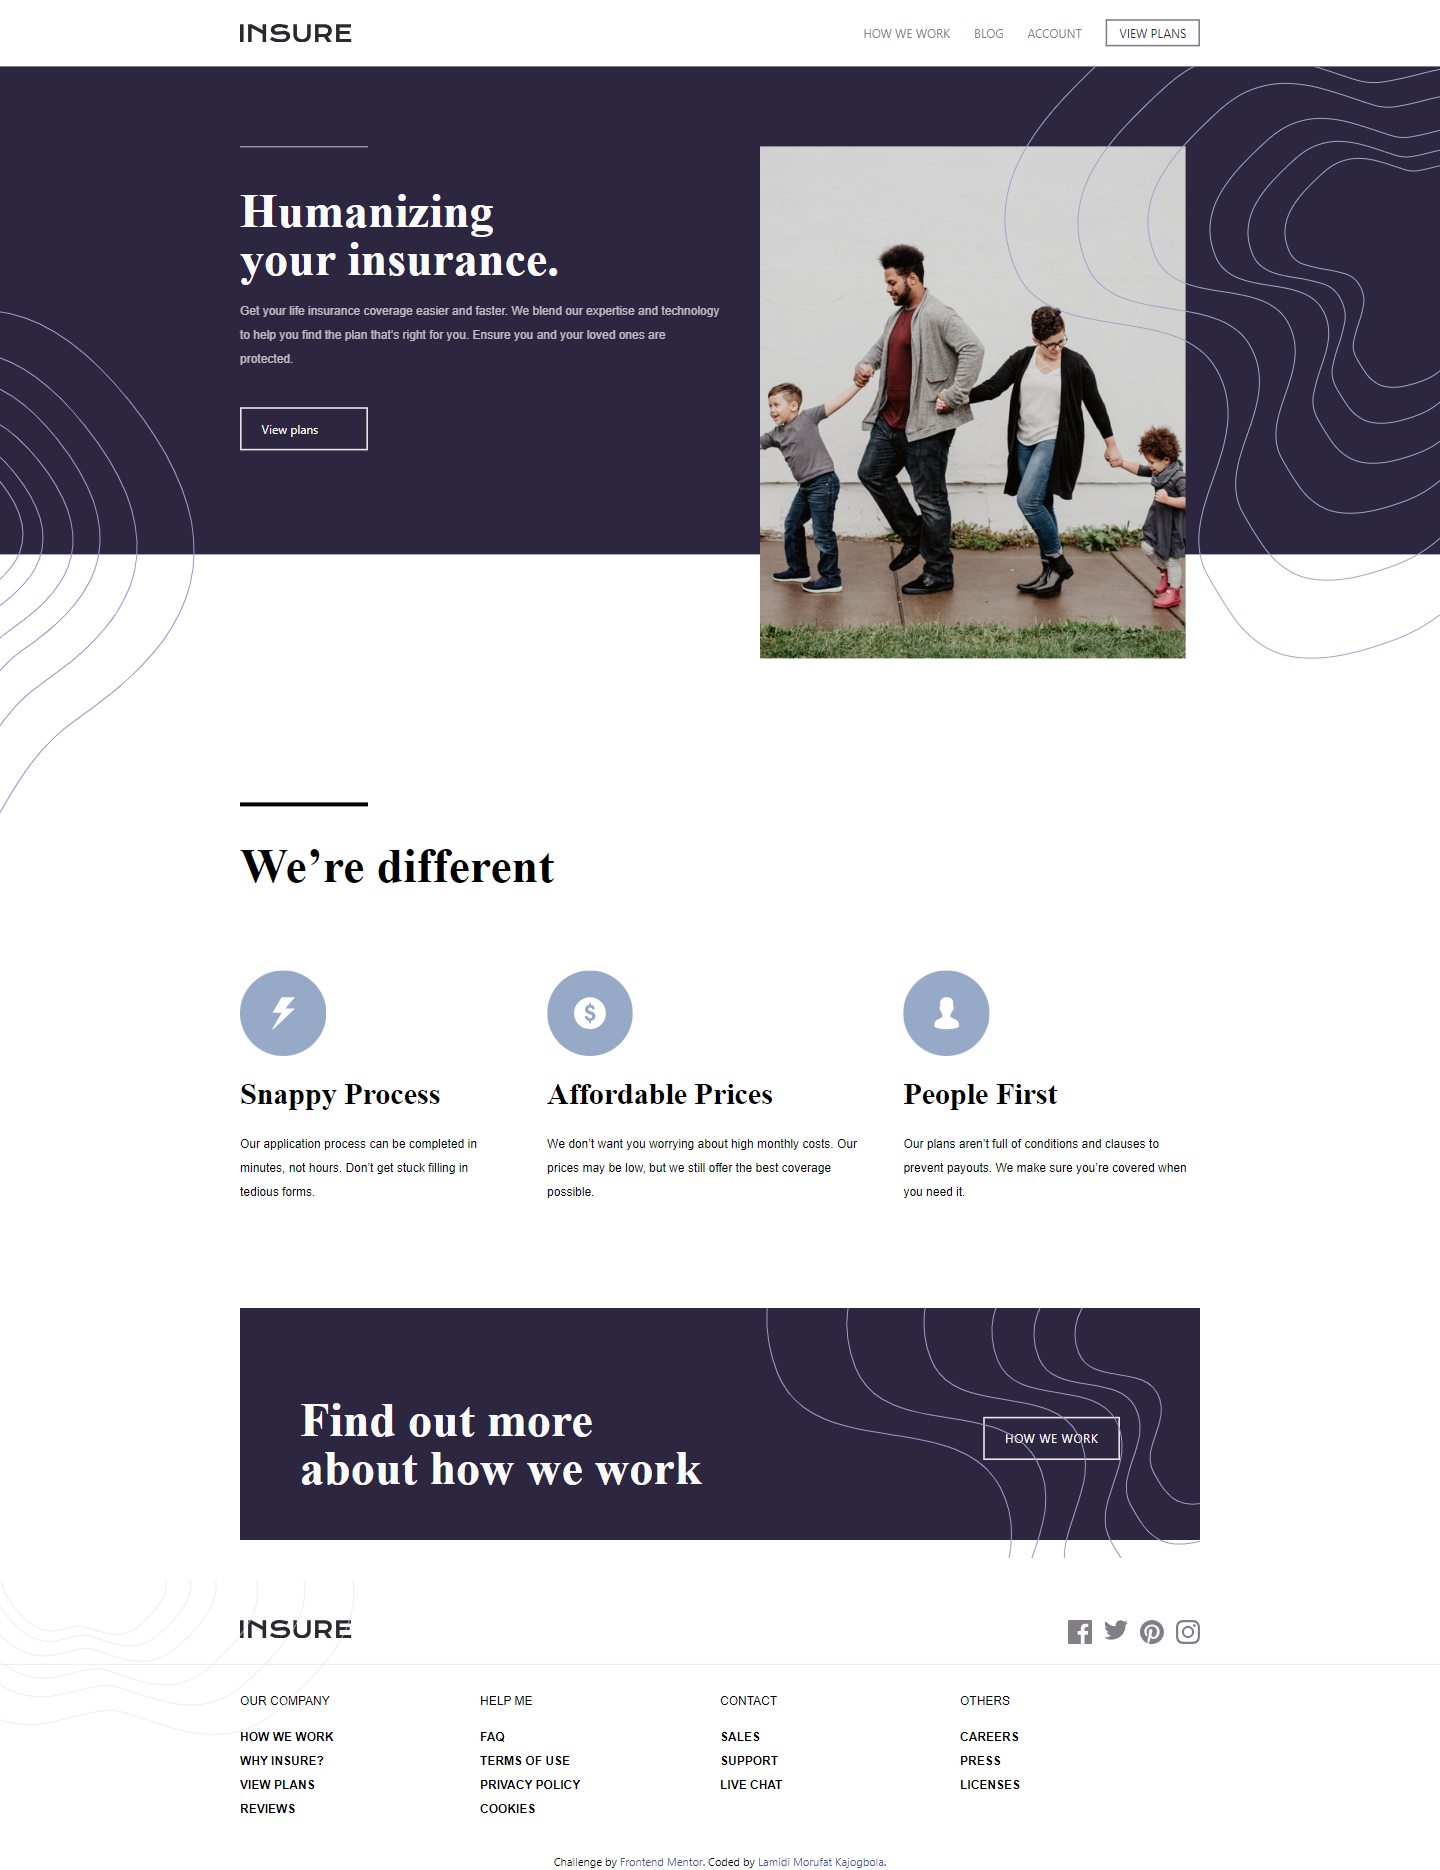 INSURE
HOW WE WORK
BLOG
ACCOUNT
VIEW PLANS
Humanizing
your insurance.
Get your life insurance coverage easier and faster. We blend our expertise and technology
to help you find the plan that's right for you. Ensure you and your loved ones are
protected.
View plans
We’re different
Snappy Process
Our application process can be completed in
minutes, not hours. Don’t get stuck filling in
tedious forms.
Affordable Prices
We don’t want you worrying about high monthly costs. Our
prices may be low, but we still offer the best coverage
possible.
People First
Our plans aren’t full of conditions and clauses to
prevent payouts. We make sure you’re covered when
you need it.
Find out more
about how we work
HOW WE WORK
INSURE
OUR COMPANY
HOW WE WORK
WHY INSURE?
VIEW PLANS
REVIEWS
HELP ME
FAQ
TERMS OF USE
PRIVACY POLICY
COOKIES
CONTACT
SALES
SUPPORT
LIVE CHAT
OTHERS
CAREERS
PRESS
LICENSES
Challenge by Frontend Mentor. Coded by Lamidi Morufat Kajogbola.